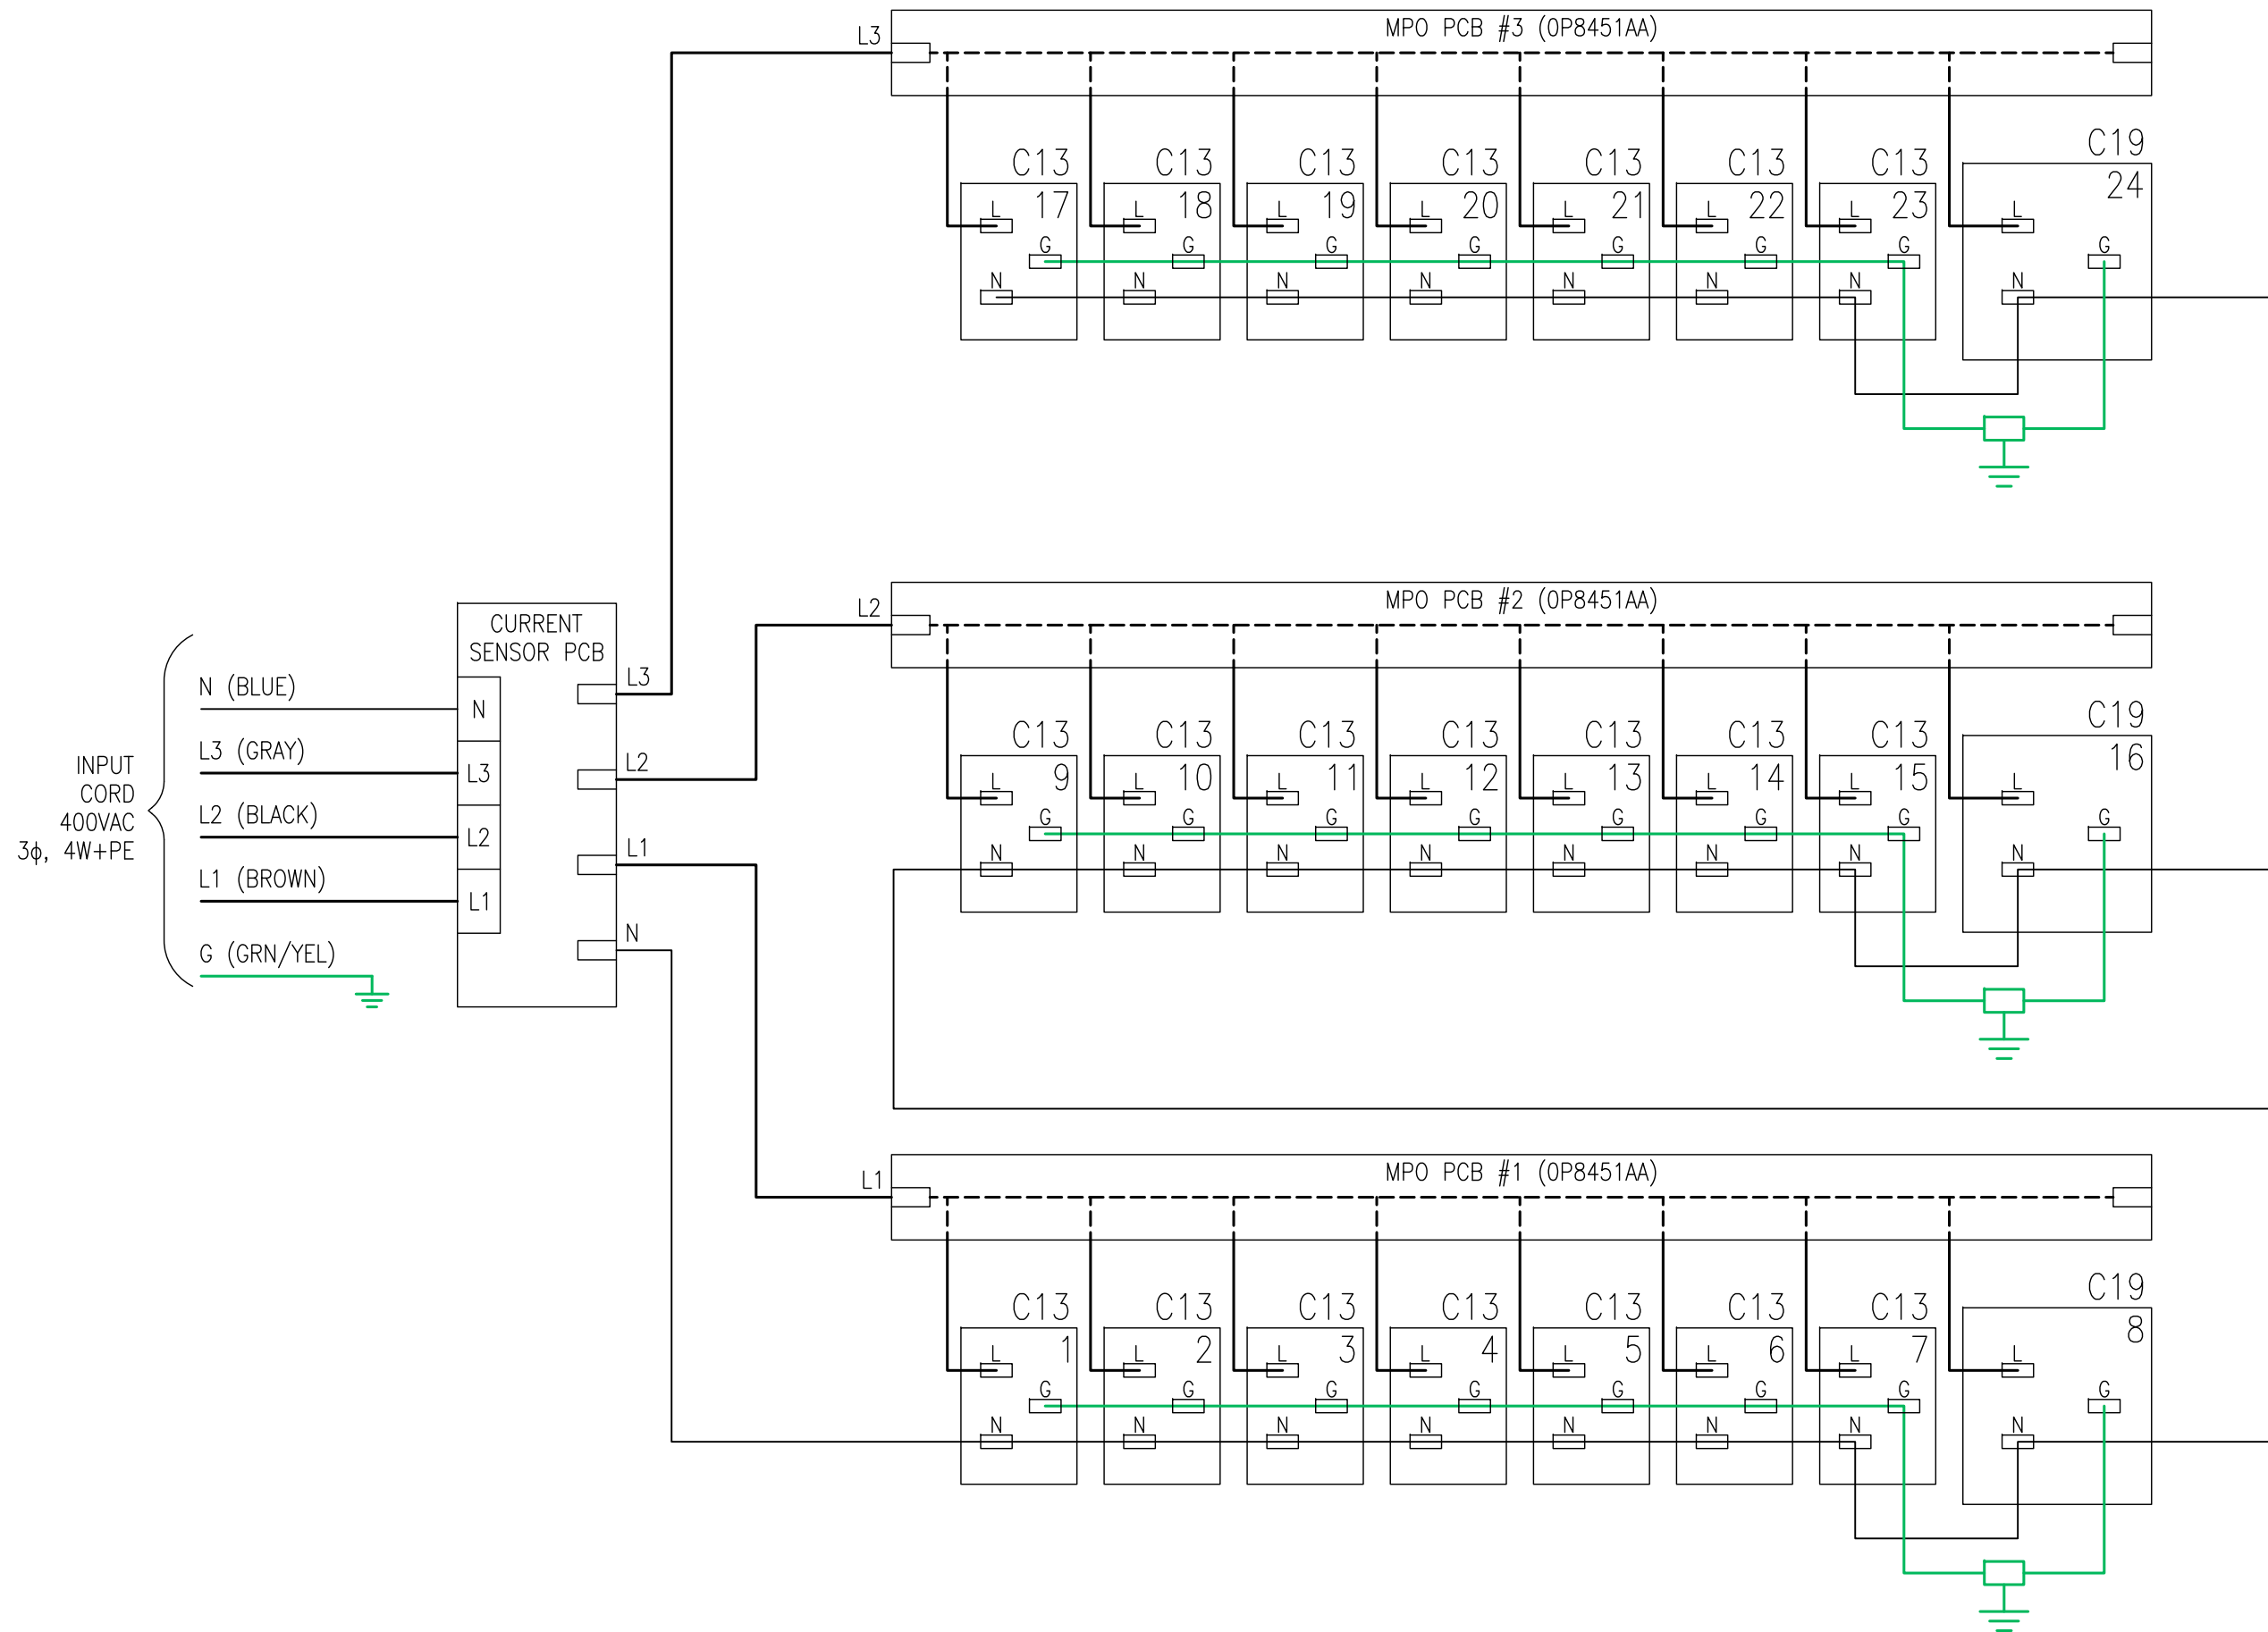 L3
MPO PCB #3 (0P8451AA)
C13 C13 C13 C13 C13 C13 C13 C19
17 18 19 20 21 22 23 24
L L L L L L L L
G G G G G G G G
N N N N N N N N
L2
MPO PCB #2 (0P8451AA)
CURRENT
SENSOR PCB
INPUT
CORD
400VAC
3ϕ, 4W+PE
N (BLUE)
L3 (GRAY)
L2 (BLACK)
L1 (BROWN)
G (GRN/YEL)
N
L3
L2
L1
L3
L2
L1
N
C13 C13 C13 C13 C13 C13 C13 C19
9 10 11 12 13 14 15 16
L L L L L L L L
G G G G G G G G
N N N N N N N N
L1
MPO PCB #1 (0P8451AA)
C13 C13 C13 C13 C13 C13 C13 C19
1 2 3 4 5 6 7 8
L L L L L L L L
G G G G G G G G
N N N N N N N N